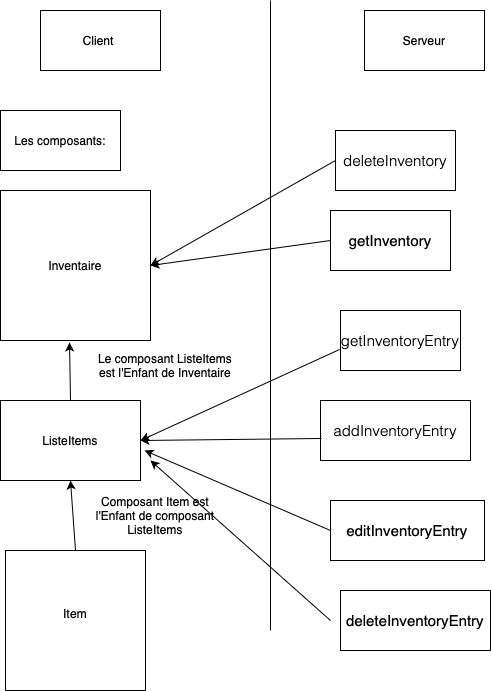 Client
Serveur
Les composants:
deleteInventory
getInventory
Inventaire
Le composant ListeItems
est l'Enfant de Inventaire
getInventoryEntry
ListeItems
addInventoryEntry
Composant Item est
l'Enfant de composant
ListeItems
editInventoryEntry
Item
deleteInventoryEntry